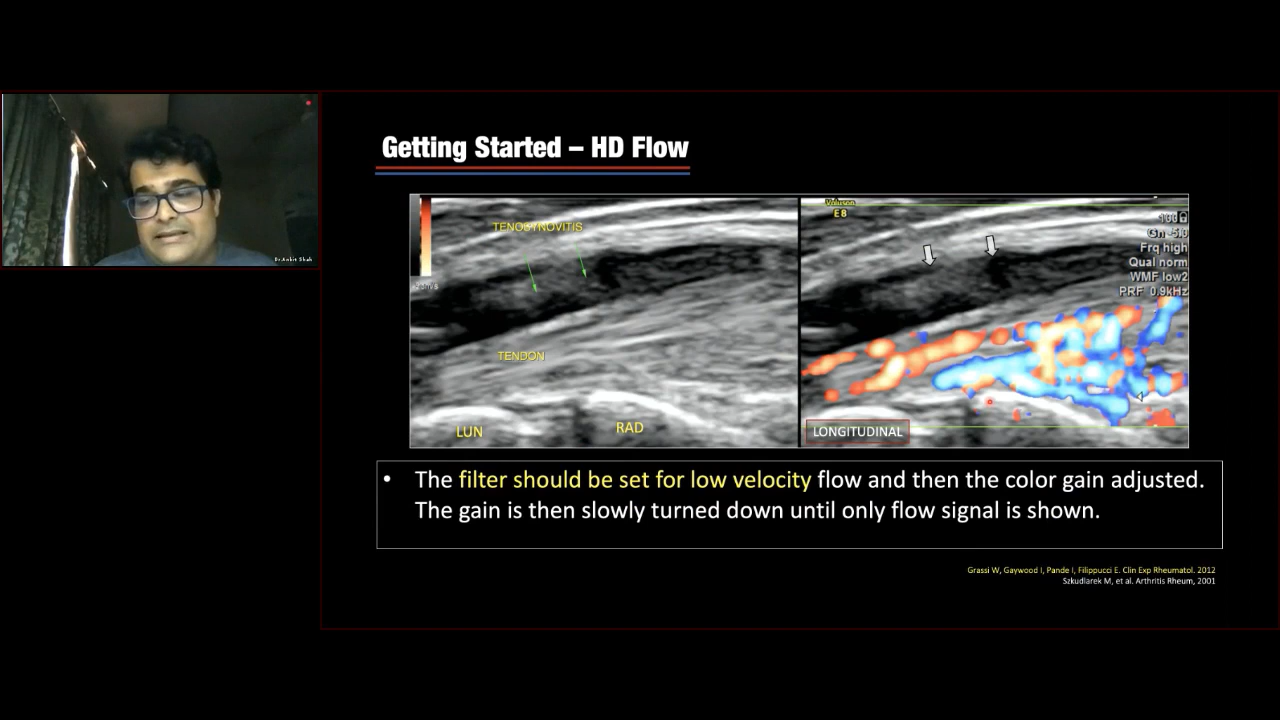 Getting Started – HD Flow
TENOSYNOVITIS
TENDON
LUN
RAD
Voluson
E8
100
Gn -5.0
Frq high
Qual norm
WMF low2
PRF 0.9kHz
LONGITUDINAL
• The filter should be set for low velocity flow and then the color gain adjusted.
The gain is then slowly turned down until only flow signal is shown.
Grassi W, Gaywood I, Pande I, Filippucci E. Clin Exp Rheumatol. 2012
Szkudlarek M, et al. Arthritis Rheum, 2001